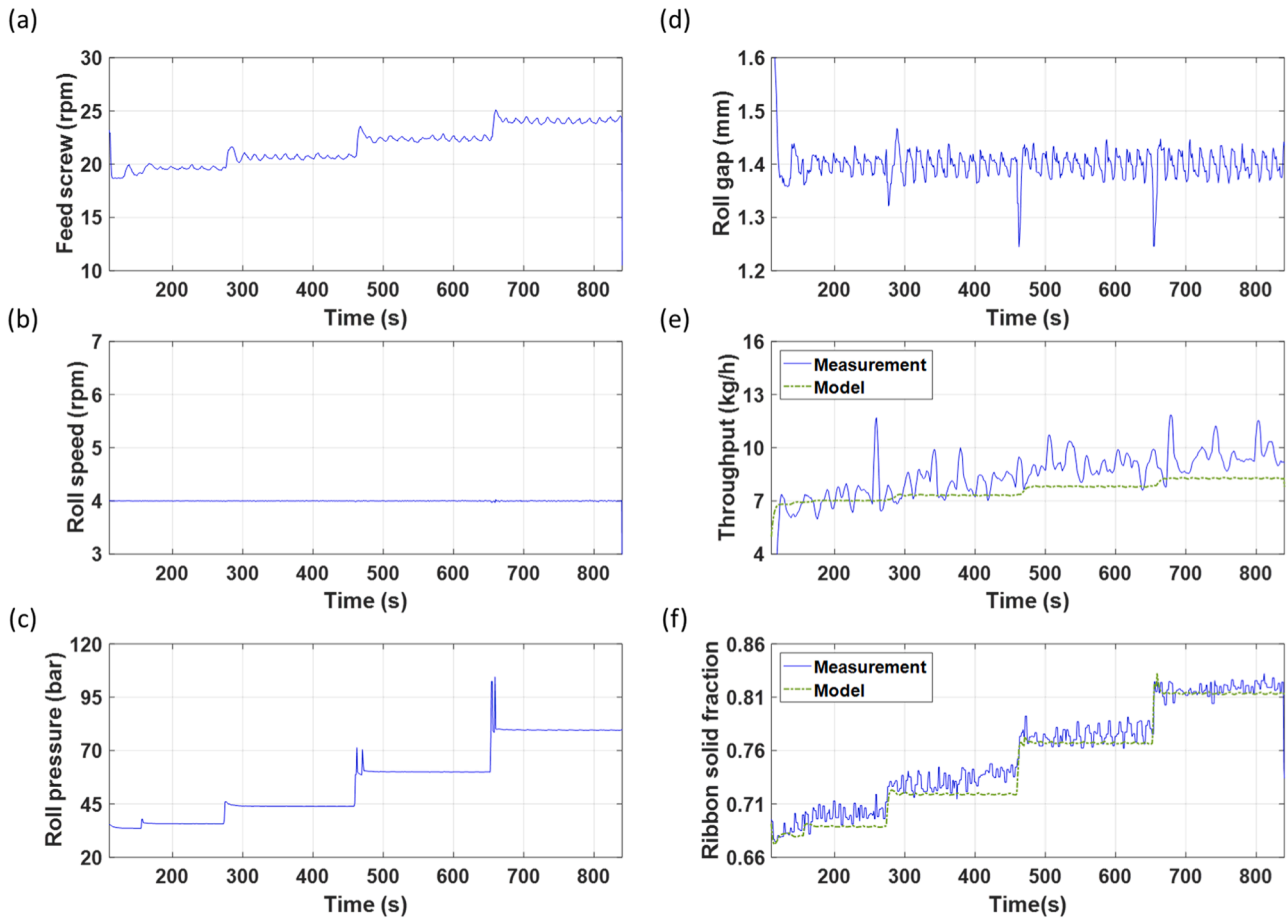 (a)
Feed screw (rpm)
30
25
20
15
10
200 300 400 500 600 700 800
Time (s)
(b)
Roll speed (rpm)
7
6
5
4
3
200 300 400 500 600 700 800
Time (s)
(c)
Roll pressure (bar)
120
95
70
45
20
200 300 400 500 600 700 800
Time (s)
(d)
Roll gap (mm)
1.6
1.5
1.4
1.3
1.2
200 300 400 500 600 700 800
Time (s)
(e)
Throughput (kg/h)
16
13
10
7
4
Measurement
Model
200 300 400 500 600 700 800
Time (s)
(f)
Ribbon solid fraction
0.86
0.81
0.76
0.71
0.66
Measurement
Model
200 300 400 500 600 700 800
Time(s)